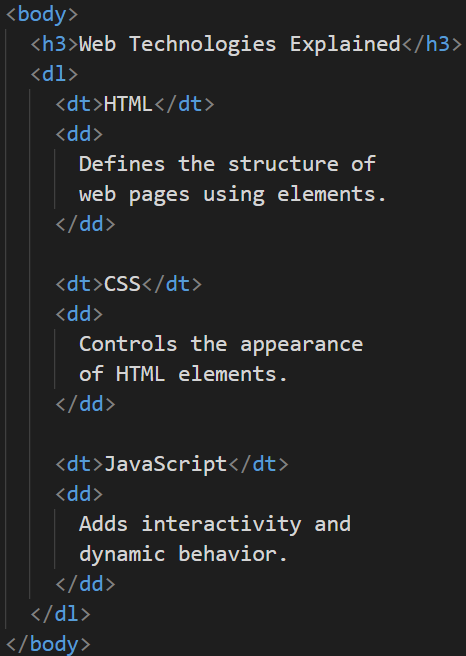 <body>
<h3>Web Technologies Explained</h3>
<dl>
<dt>HTML</dt>
<dd>
Defines the structure of
web pages using elements.
</dd>
<dt>CSS</dt>
<dd>
Controls the appearance
of HTML elements.
</dd>
<dt>JavaScript</dt>
<dd>
Adds interactivity and
dynamic behavior.
</dd>
</dl>
</body>